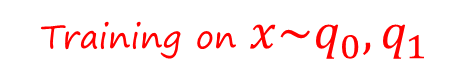 Training on x~q₀, q₁